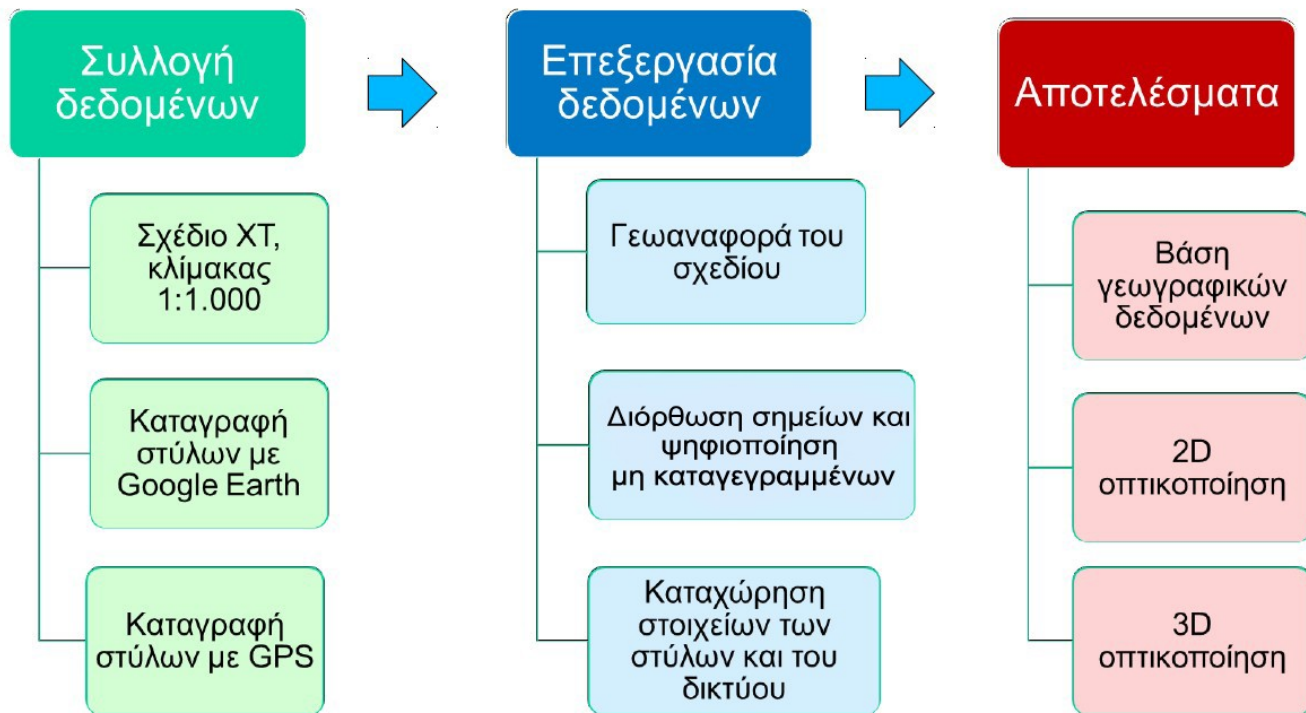 Συλλογή
δεδομένων
Σχέδιο ΧΤ,
κλίμακας
1:1.000
Καταγραφή
στύλων με
Google Earth
Καταγραφή
στύλων με GPS
Επεξεργασία
δεδομένων
Γεωαναφορά του
σχεδίου
Διόρθωση σημείων και
ψηφιοποίηση
μη καταγεγραμμένων
Καταχώρηση
στοιχείων των
στύλων και του
δικτύου
Αποτελέσματα
Βάση
γεωγραφικών
δεδομένων
2D
οπτικοποίηση
3D
οπτικοποίηση